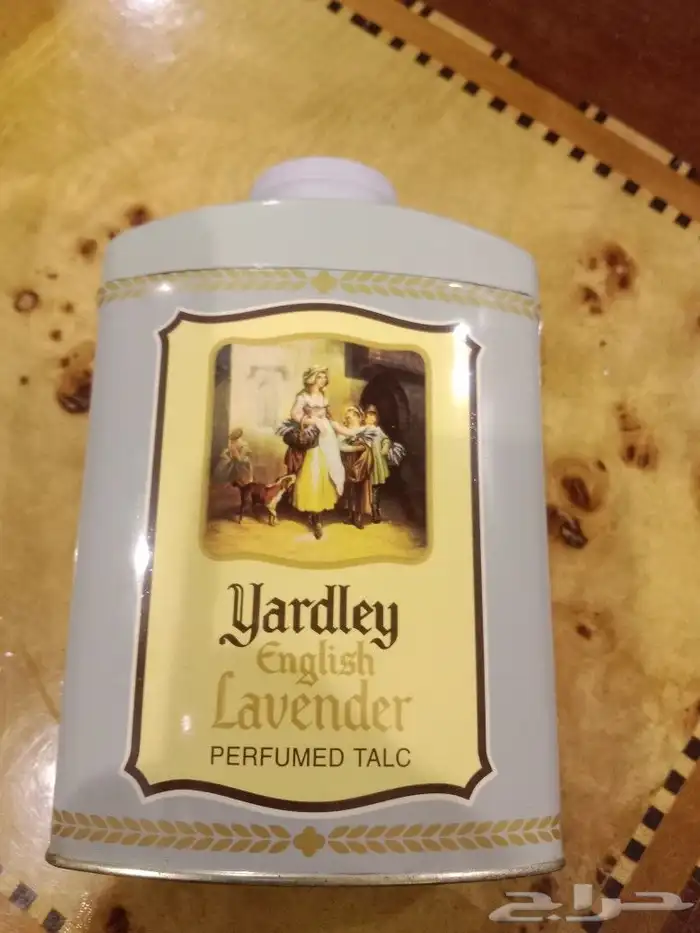 Yardley
English
Lavender
PERFUMED TALC
حراج